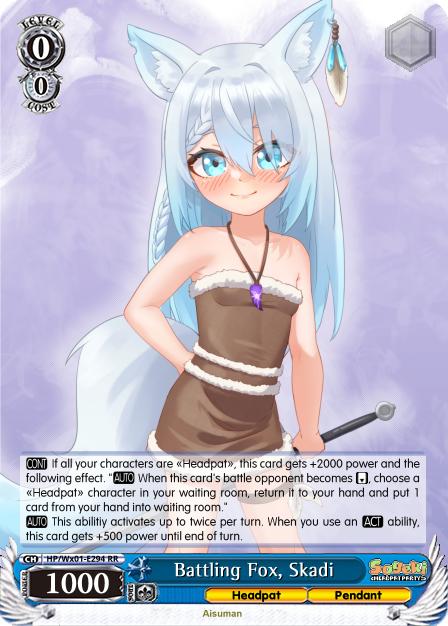 LEVEL
0
0
COST
CONT If all your characters are «Headpat», this card gets +2000 power and the
following effect. "AUTO When this card's battle opponent becomes [ ], choose a
«Headpat» character in your waiting room, return it to your hand and put 1
card from your hand into waiting room."
AUTO This abilitiy activates up to twice per turn. When you use an ACT ability,
this card gets +500 power until end of turn.
CH HP/Wx01-E294 RR
POWER 1000 SOUL
Battling Fox, Skadi
Sayeki
HEADPAT PARTY
Headpat Pendant
Aisuman